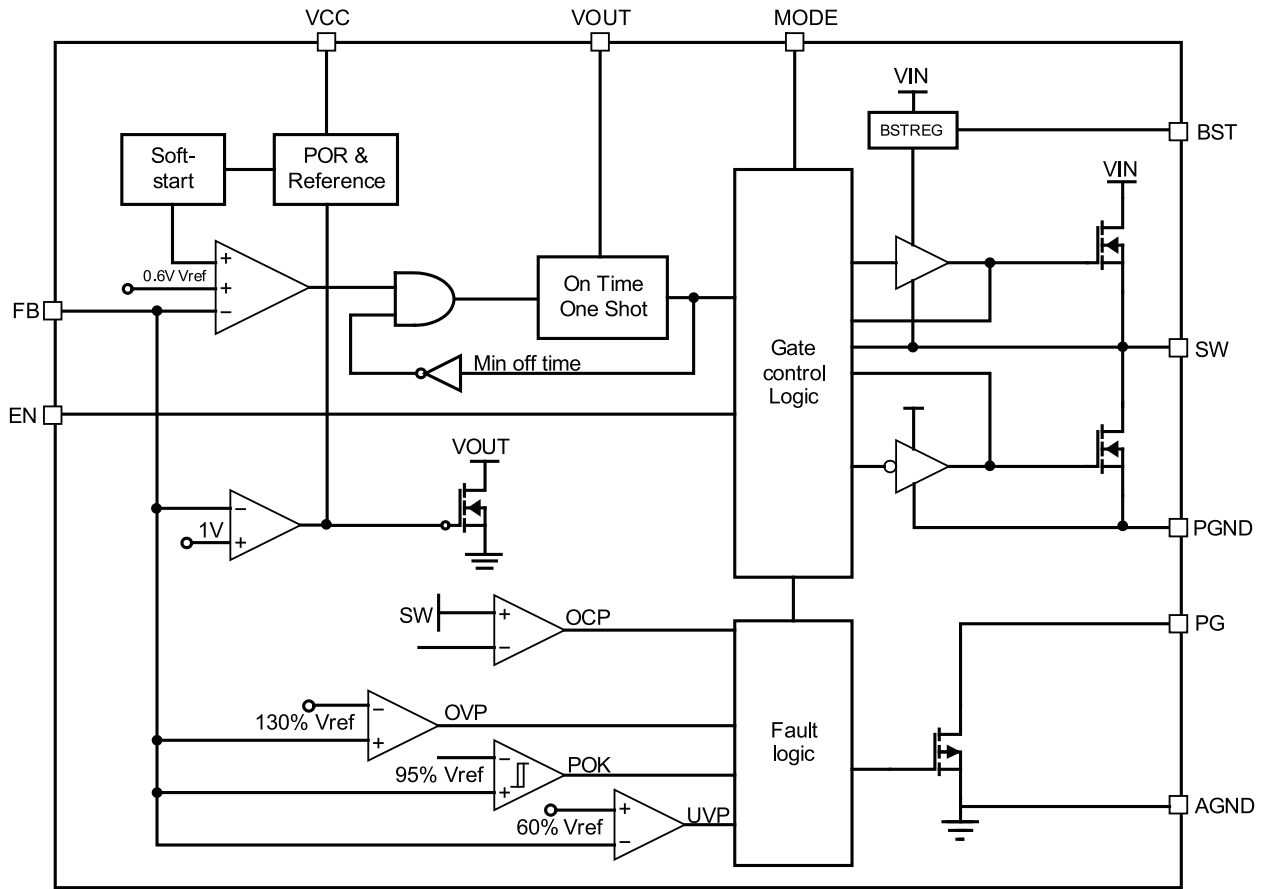 VCC
VOUT
MODE
VIN
BSTREG
BST
Soft-
start
POR &
Reference
VIN
+
0.6V Vref
+
−
FB
On Time
One Shot
Min off time
Gate
control
Logic
SW
EN
VOUT
−
1V
+
PGND
SW
+
−
OCP
PG
130% Vref
−
+
OVP
Fault
logic
95% Vref
−
+
POK
60% Vref
+
−
UVP
AGND